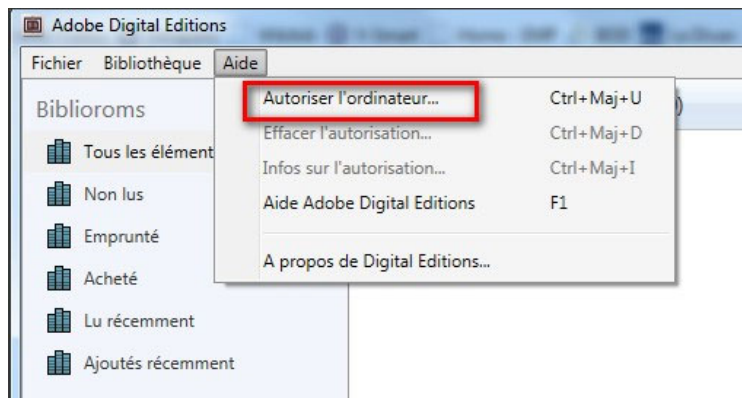 Adobe Digital Editions
Fichier Bibliothèque Aide
Autoriser l'ordinateur... Ctrl+Maj+U
Effacer l'autorisation... Ctrl+Maj+D
Infos sur l'autorisation... Ctrl+Maj+I
Aide Adobe Digital Editions F1
A propos de Digital Editions...
Biblioroms
Tous les élément
Non lus
Emprunté
Acheté
Lu récemment
Ajoutés récemment